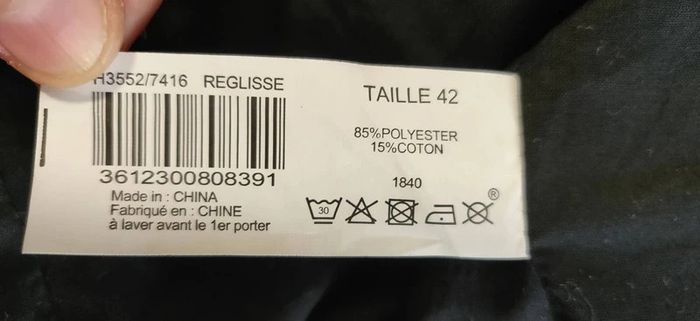 H3552/7416 REGLISSE
3612300808391
Made in : CHINA
Fabriqué en : CHINE
à laver avant le 1er porter
TAILLE 42
85%POLYESTER
15%COTON
1840
30
®